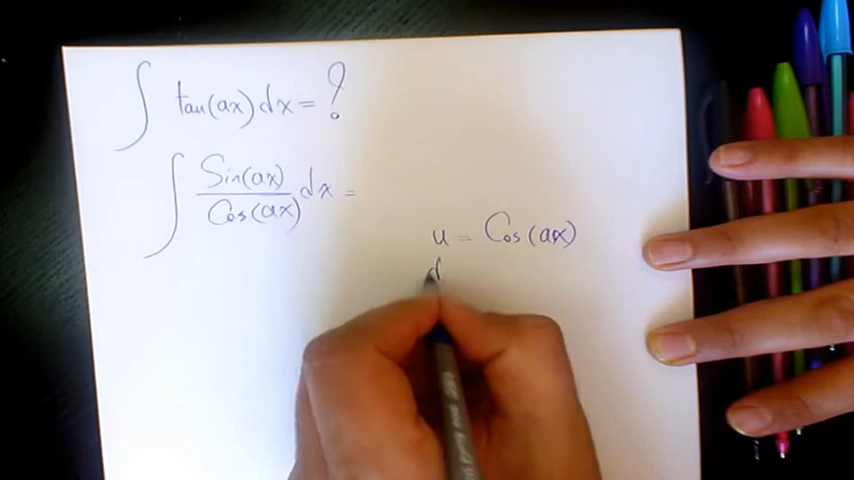 ∫ tan(ax) dx = ?
∫ Sin(ax)/Cos(ax) dx =
u = Cos(ax)
d